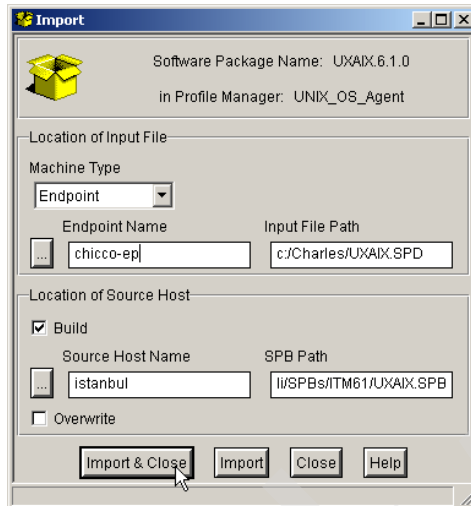 Import
Software Package Name: UXAIX.6.1.0
in Profile Manager: UNIX_OS_Agent
Location of Input File
Machine Type
Endpoint
Endpoint Name Input File Path
... chicco-ep c:/Charles/UXAIX.SPD
Location of Source Host
Build
Source Host Name SPB Path
... istanbul li/SPBs/ITM61/UXAIX.SPB
Overwrite
Import & Close Import Close Help